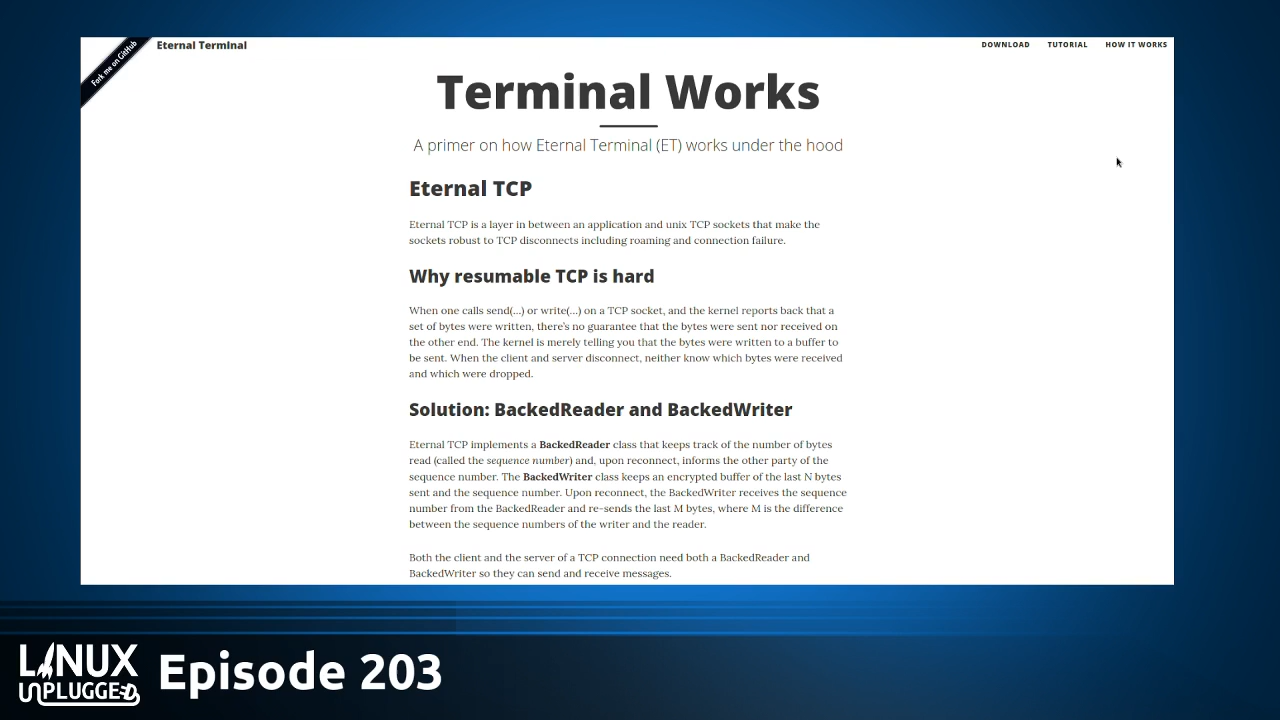 Fork me on GitHub
Eternal Terminal
DOWNLOAD TUTORIAL HOW IT WORKS
Terminal Works
A primer on how Eternal Terminal (ET) works under the hood
Eternal TCP
Eternal TCP is a layer in between an application and unix TCP sockets that make the
sockets robust to TCP disconnects including roaming and connection failure.
Why resumable TCP is hard
When one calls send(...) or write(...) on a TCP socket, and the kernel reports back that a
set of bytes were written, there's no guarantee that the bytes were sent nor received on
the other end. The kernel is merely telling you that the bytes were written to a buffer to
be sent. When the client and server disconnect, neither know which bytes were received
and which were dropped.
Solution: BackedReader and BackedWriter
Eternal TCP implements a BackedReader class that keeps track of the number of bytes
read (called the sequence number) and, upon reconnect, informs the other party of the
sequence number. The BackedWriter class keeps an encrypted buffer of the last N bytes
sent and the sequence number. Upon reconnect, the BackedWriter receives the sequence
number from the BackedReader and re-sends the last M bytes, where M is the difference
between the sequence numbers of the writer and the reader.
Both the client and the server of a TCP connection need both a BackedReader and
BackedWriter so they can send and receive messages.
LINUX
UNPLUGGED
Episode 203